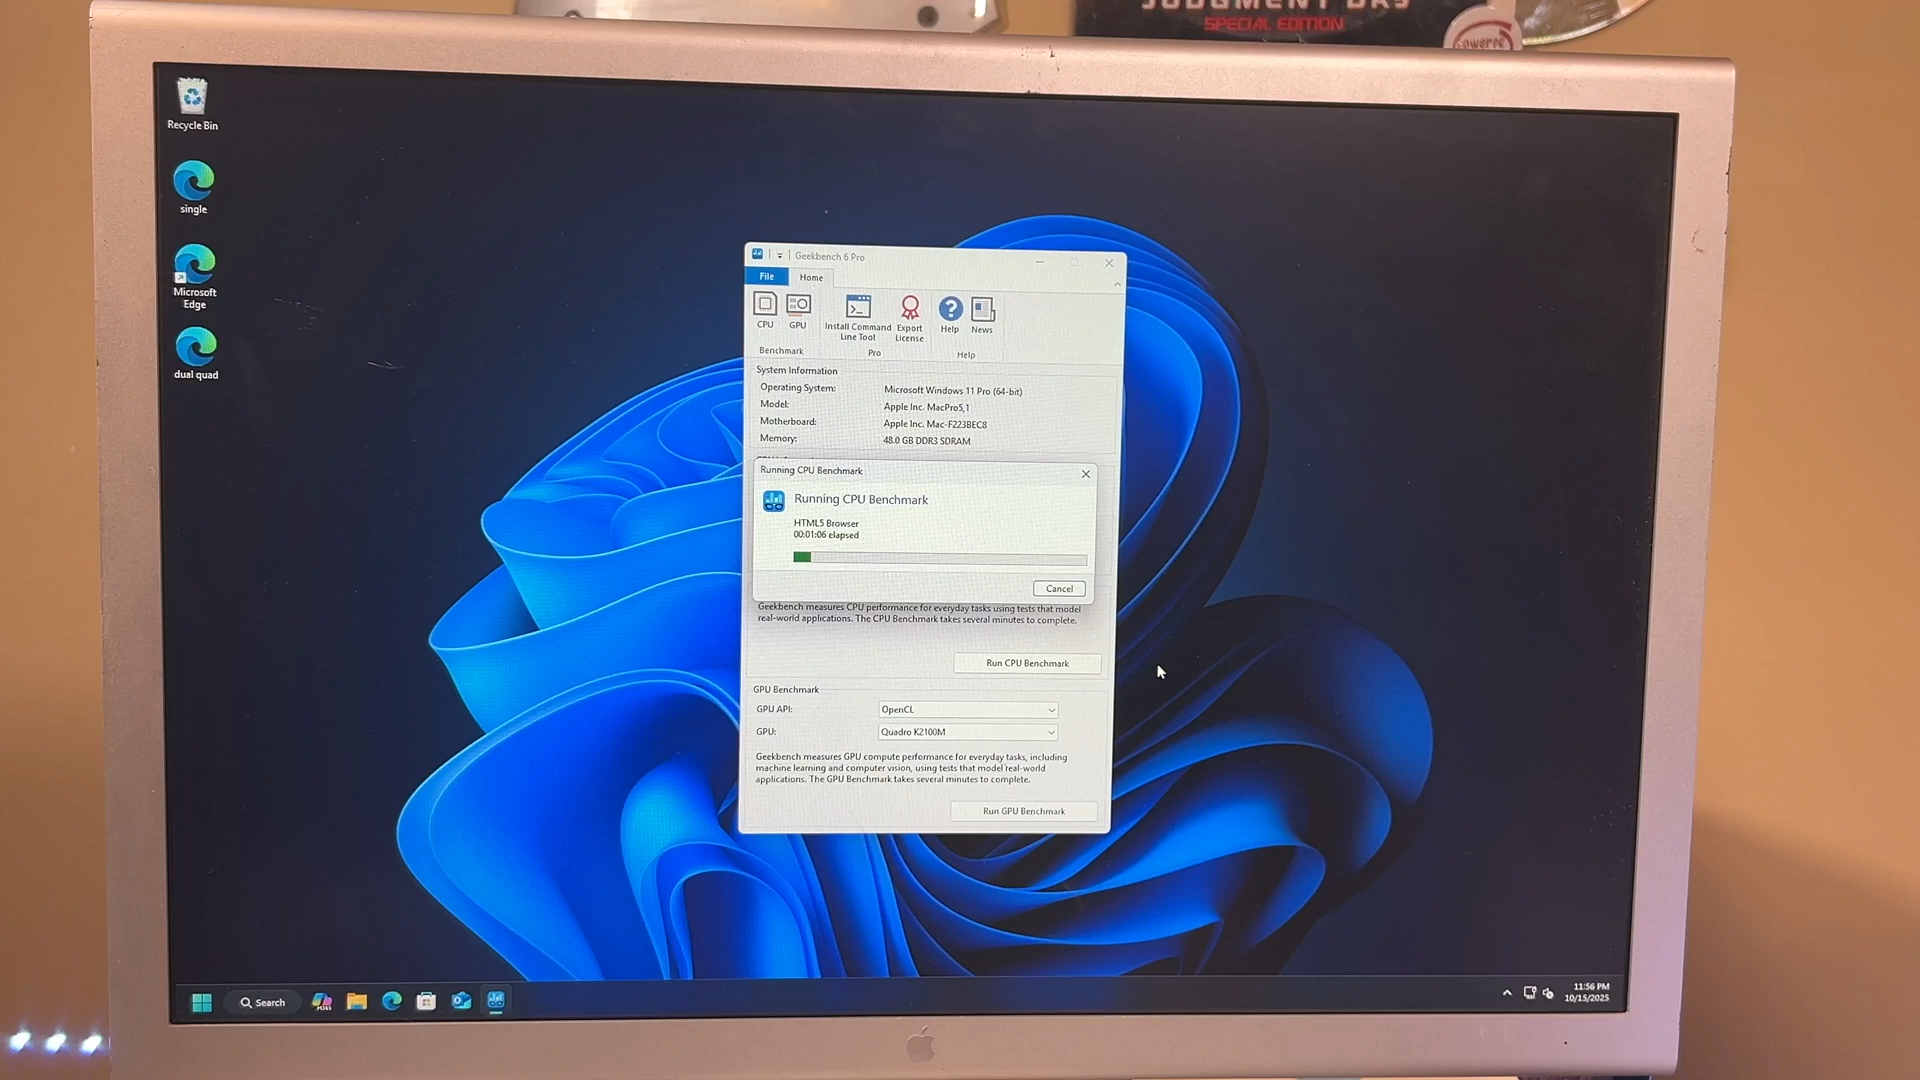 JUDGMENT DAY
SPECIAL EDITION
Powered
Recycle Bin
single
Microsoft
Edge
dual quad
Geekbench 6 Pro
File
Home
CPU
GPU
Install Command
Line Tool
Export
License
Help
News
Benchmark
Pro
Help
System Information
Operating System: Microsoft Windows 11 Pro (64-bit)
Model: Apple Inc. MacPro5,1
Motherboard: Apple Inc. Mac-F223BEC8
Memory: 48.0 GB DDR3 SDRAM
Running CPU Benchmark
Running CPU Benchmark
HTML5 Browser
00:01:06 elapsed
Cancel
Geekbench measures CPU performance for everyday tasks using tests that model
real-world applications. The CPU Benchmark takes several minutes to complete.
Run CPU Benchmark
GPU Benchmark
GPU API: OpenCL
GPU: Quadro K2100M
Geekbench measures GPU compute performance for everyday tasks, including
machine learning and computer vision, using tests that model real-world
applications. The GPU Benchmark takes several minutes to complete.
Run GPU Benchmark
Search
M365
11:56 PM
10/15/2025